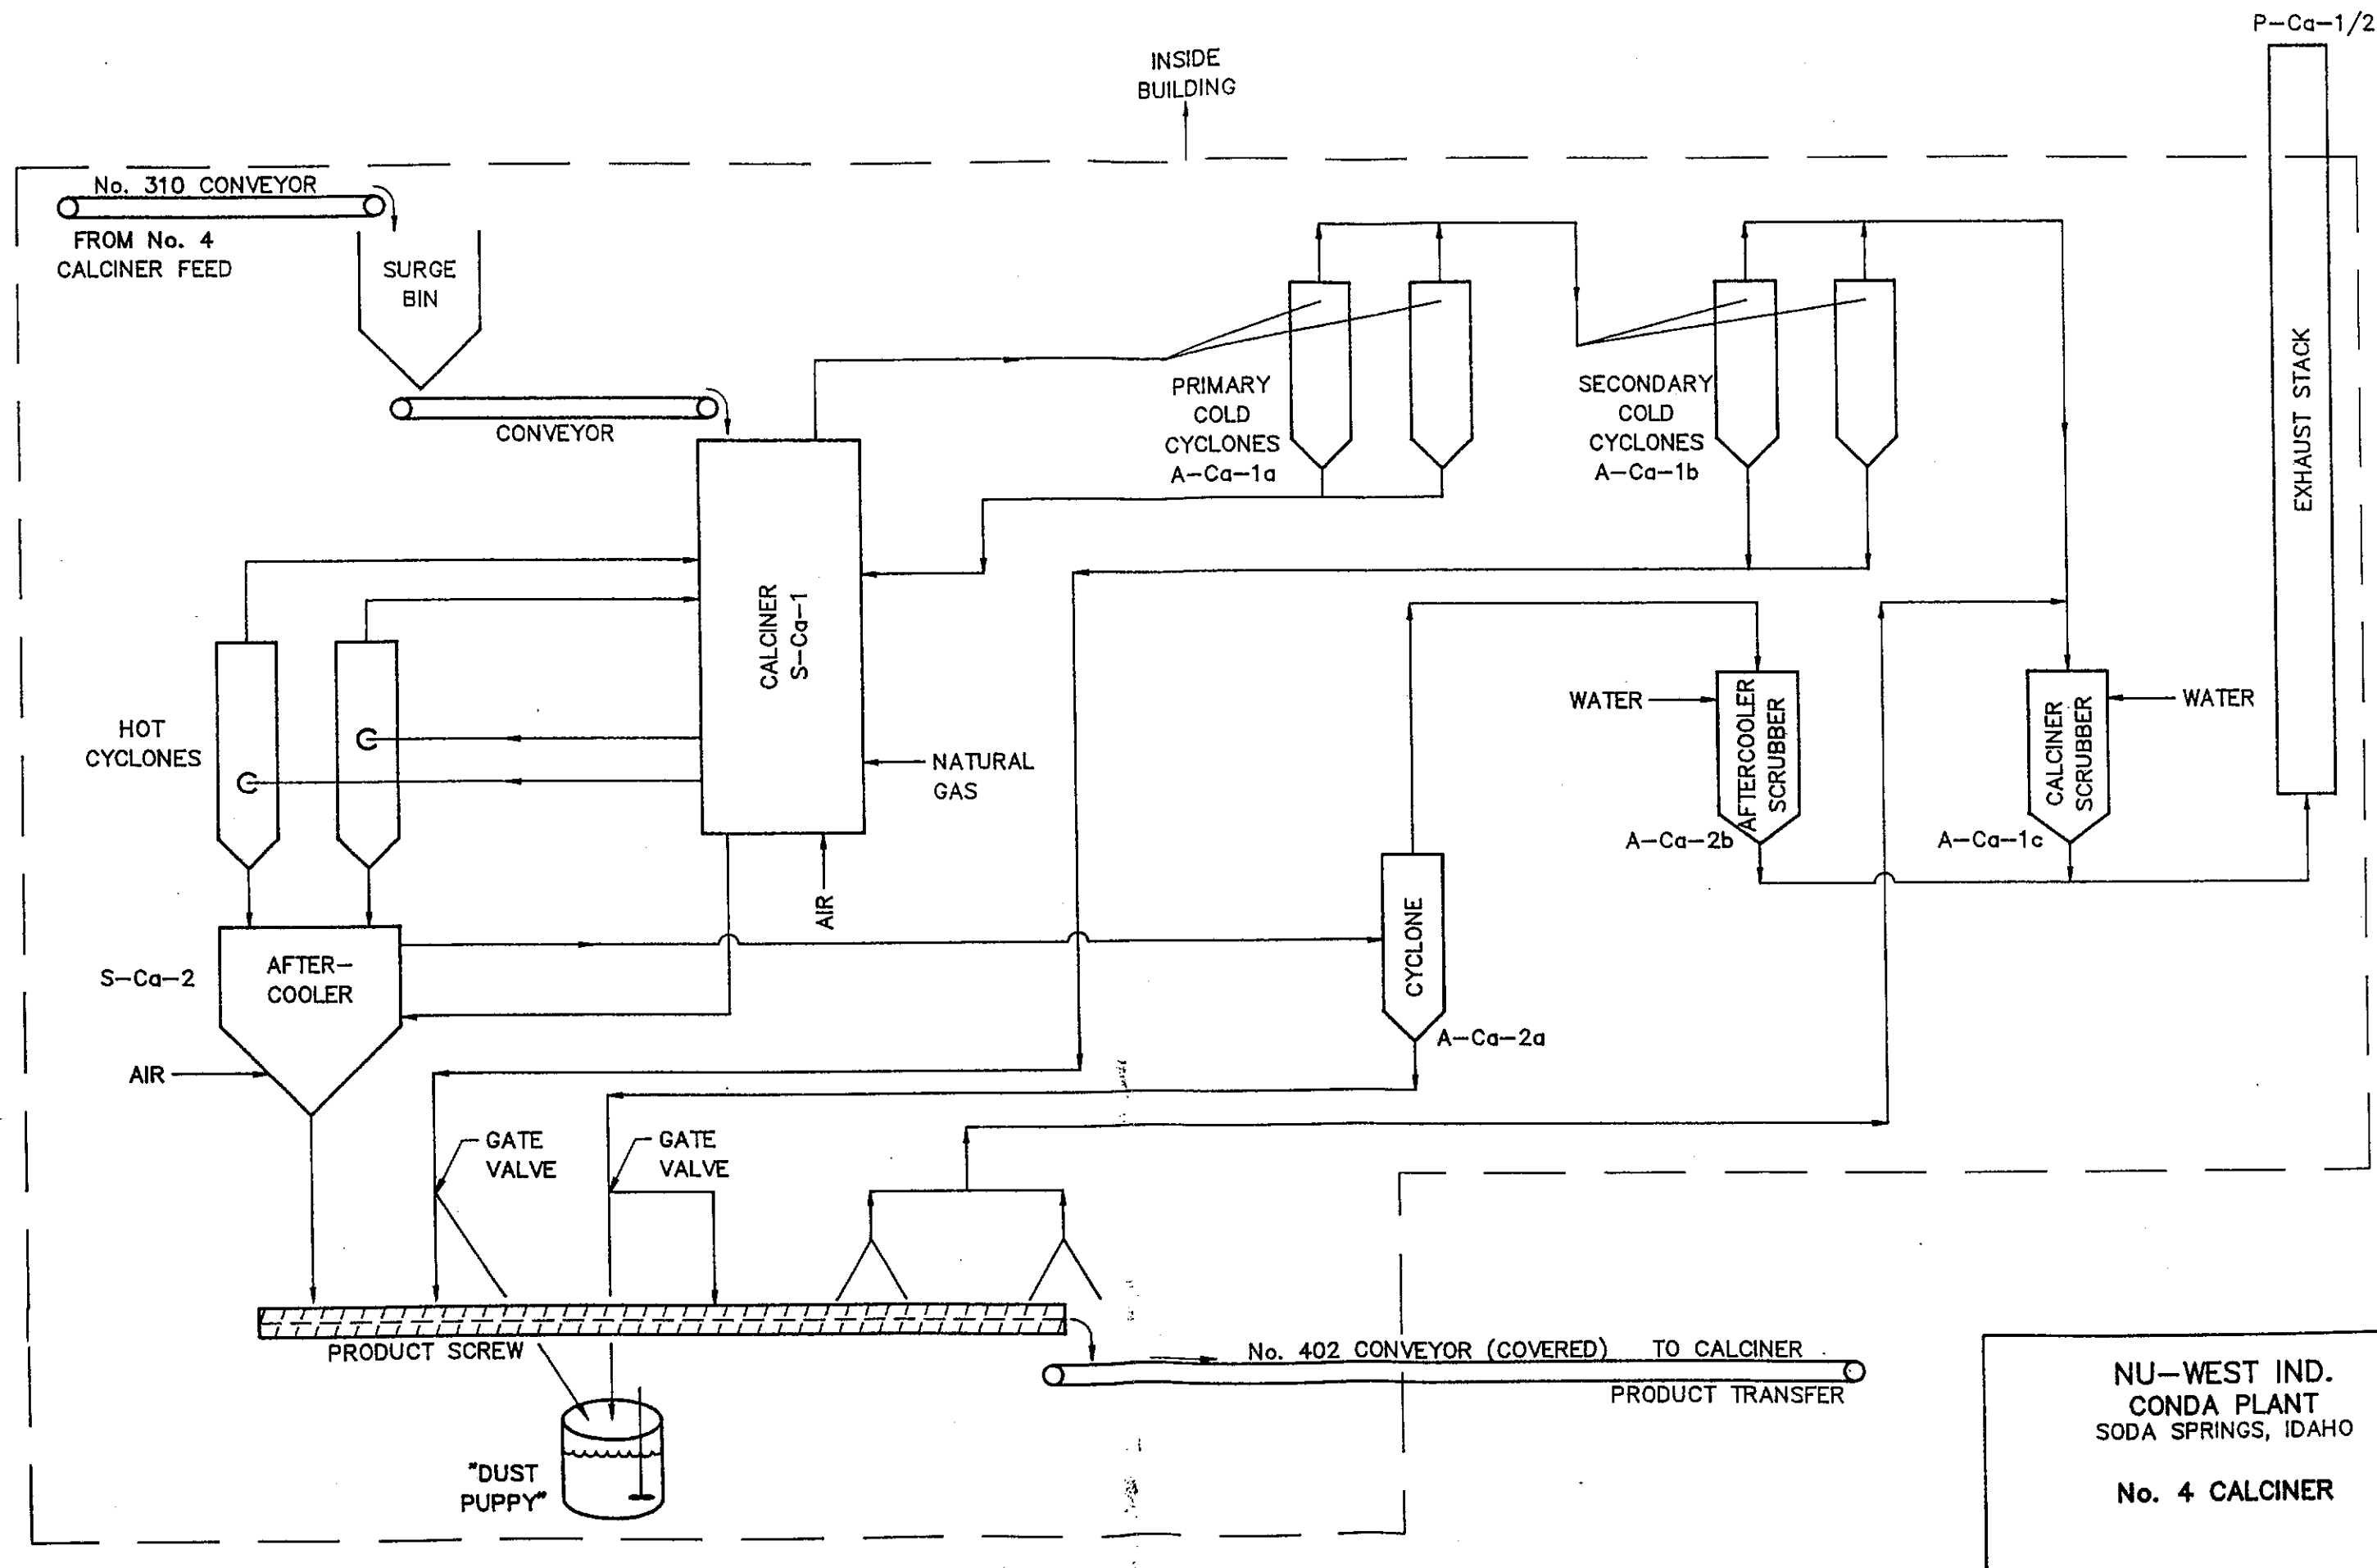 P-Ca-1/2
INSIDE
BUILDING
No. 310 CONVEYOR
FROM No. 4
CALCINER FEED
SURGE
BIN
CONVEYOR
PRIMARY
COLD
CYCLONES
A-Ca-1a
SECONDARY
COLD
CYCLONES
A-Ca-1b
EXHAUST STACK
CALCINER
S-Ca-1
HOT
CYCLONES
NATURAL
GAS
AIR
WATER
AFTERCOOLER
SCRUBBER
A-Ca-2b
CALCINER
SCRUBBER
WATER
A-Ca-1c
S-Ca-2
AFTER-
COOLER
AIR
CYCLONE
A-Ca-2a
GATE
VALVE
GATE
VALVE
PRODUCT SCREW
No. 402 CONVEYOR (COVERED) TO CALCINER
PRODUCT TRANSFER
"DUST
PUPPY"
NU-WEST IND.
CONDA PLANT
SODA SPRINGS, IDAHO
No. 4 CALCINER